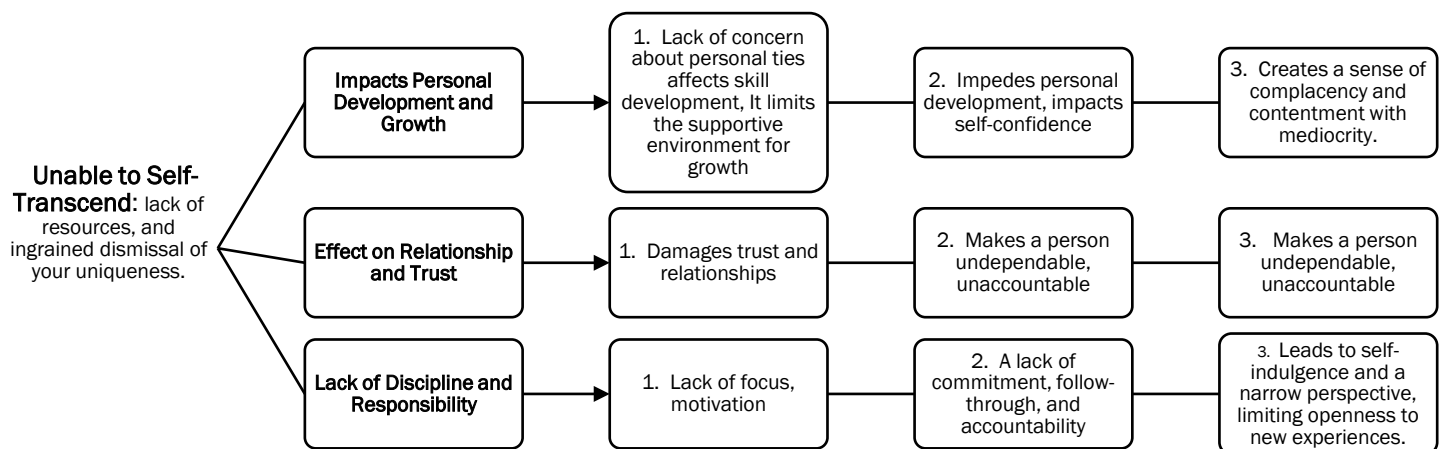 Unable to Self-
Transcend: lack of
resources, and
ingrained dismissal of
your uniqueness.
Impacts Personal
Development and
Growth
1. Lack of concern
about personal ties
affects skill
development, It limits
the supportive
environment for
growth
2. Impedes personal
development, impacts
self-confidence
3. Creates a sense of
complacency and
contentment with
mediocrity.
Effect on Relationship
and Trust
1. Damages trust and
relationships
2. Makes a person
undependable,
unaccountable
3. Makes a person
undependable,
unaccountable
Lack of Discipline and
Responsibility
1. Lack of focus,
motivation
2. A lack of
commitment, follow-
through, and
accountability
3. Leads to self-
indulgence and a
narrow perspective,
limiting openness to
new experiences.